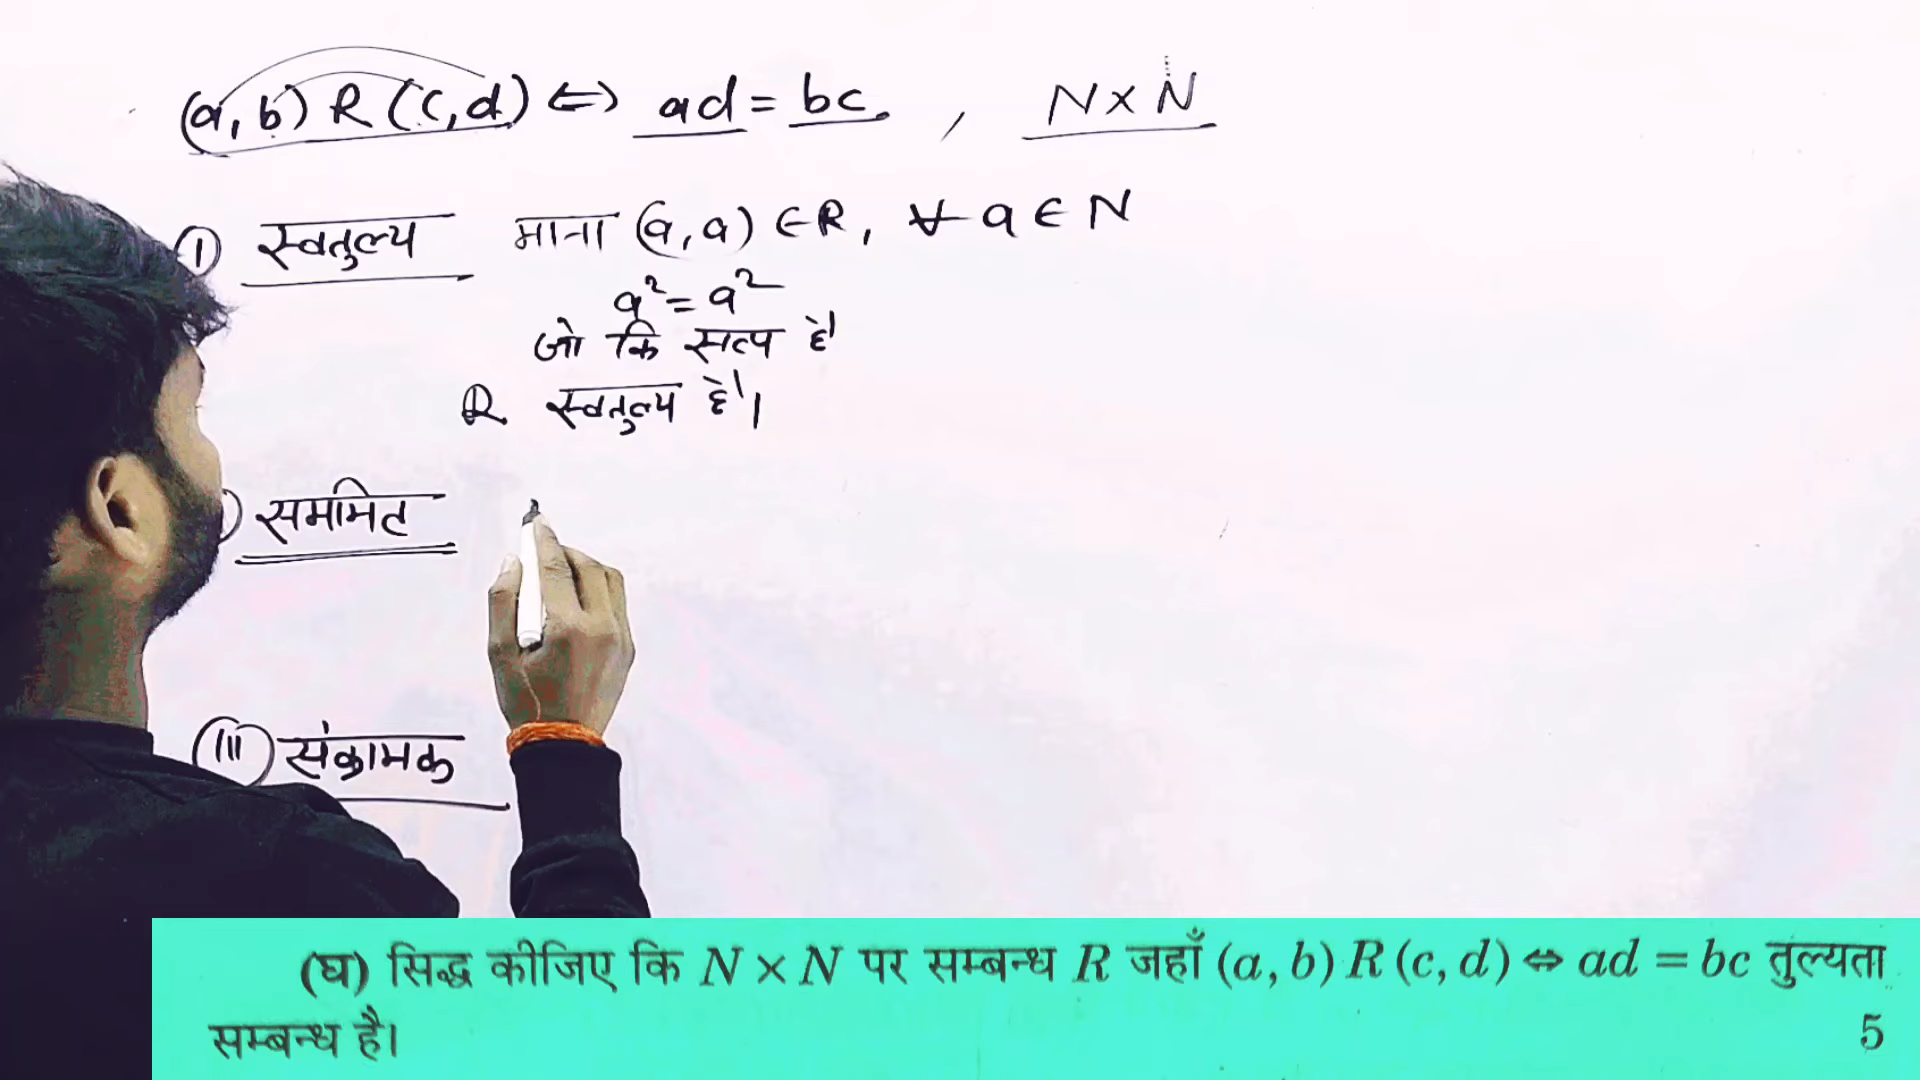 (a, b) R (c, d) ⇔ ad = bc , N × N
① स्वतुल्य माना (a, a) ∈ R, ∀ a ∈ N
a² = a²
जो कि सत्य है
R स्वतुल्य है।
सममित
(III) संक्रामक
(घ) सिद्ध कीजिए कि N × N पर सम्बन्ध R जहाँ (a, b) R (c, d) ⇔ ad = bc तुल्यता
सम्बन्ध है। 5